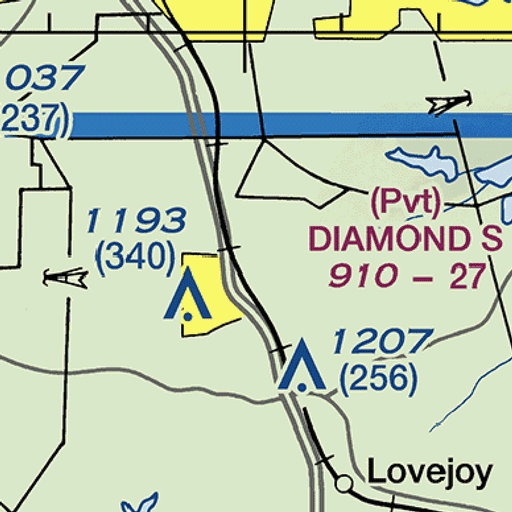 037
237)
1193
(340)
(Pvt)
DIAMOND S
910 – 27
1207
(256)
Lovejoy